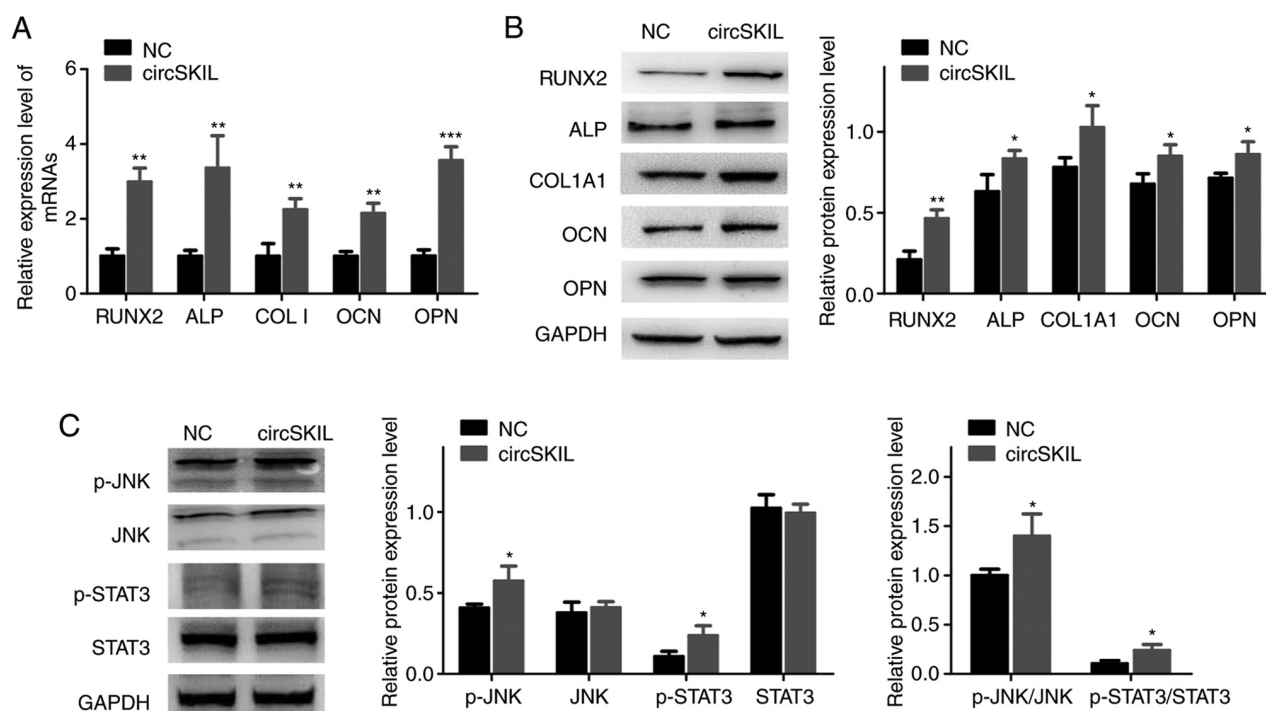 A
NC
circSKIL
Relative expression level of
mRNAs
6
4
2
0
** ** ** ** ***
RUNX2 ALP COL I OCN OPN
B
NC circSKIL
RUNX2
ALP
COL1A1
OCN
OPN
GAPDH
NC
circSKIL
Relative protein expression level
1.0
0.5
0.0
** * * * *
RUNX2 ALP COL1A1 OCN OPN
C
NC circSKIL
p-JNK
JNK
p-STAT3
STAT3
GAPDH
NC
circSKIL
Relative protein expression level
1.0
0.5
0.0
* *
p-JNK JNK p-STAT3 STAT3
NC
circSKIL
Relative protein expression level
2.0
1.5
1.0
0.5
0.0
* *
p-JNK/JNK p-STAT3/STAT3